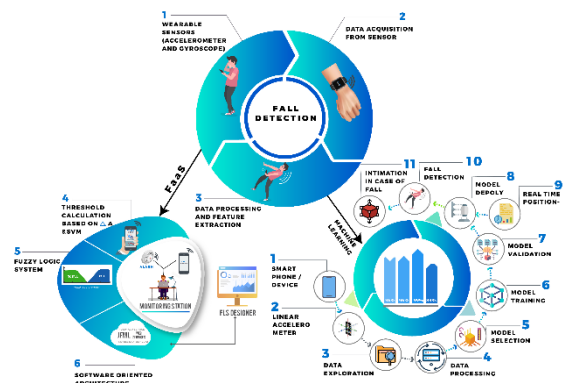 1
WEARABLE
SENSORS
(ACCELEROMETER
AND GYROSCOPE)
2
DATA ACQUISITION
FROM SENSOR
FALL
DETECTION
3
DATA PROCESSING
AND FEATURE
EXTRACTION
FaaS
MACHINE
LEARNING
4
THRESHOLD
CALCULATION
BASED ON △ A
5
FUZZY LOGIC
SYSTEM
MONITORING STATION
FLS DESIGNER
6
SOFTWARE ORIENTED
ARCHITECTURE
1
SMART
PHONE /
DEVICE
2
LINEAR
ACCELERO
METER
3
DATA
EXPLORATION
4
DATA
PROCESSING
5
MODEL
SELECTION
6
MODEL
TRAINING
7
MODEL
VALIDATION
8
MODEL
DEPOLY
9
REAL TIME
POSITION-
10
FALL
DETECTION
11
INTIMATION
IN CASE OF
FALL